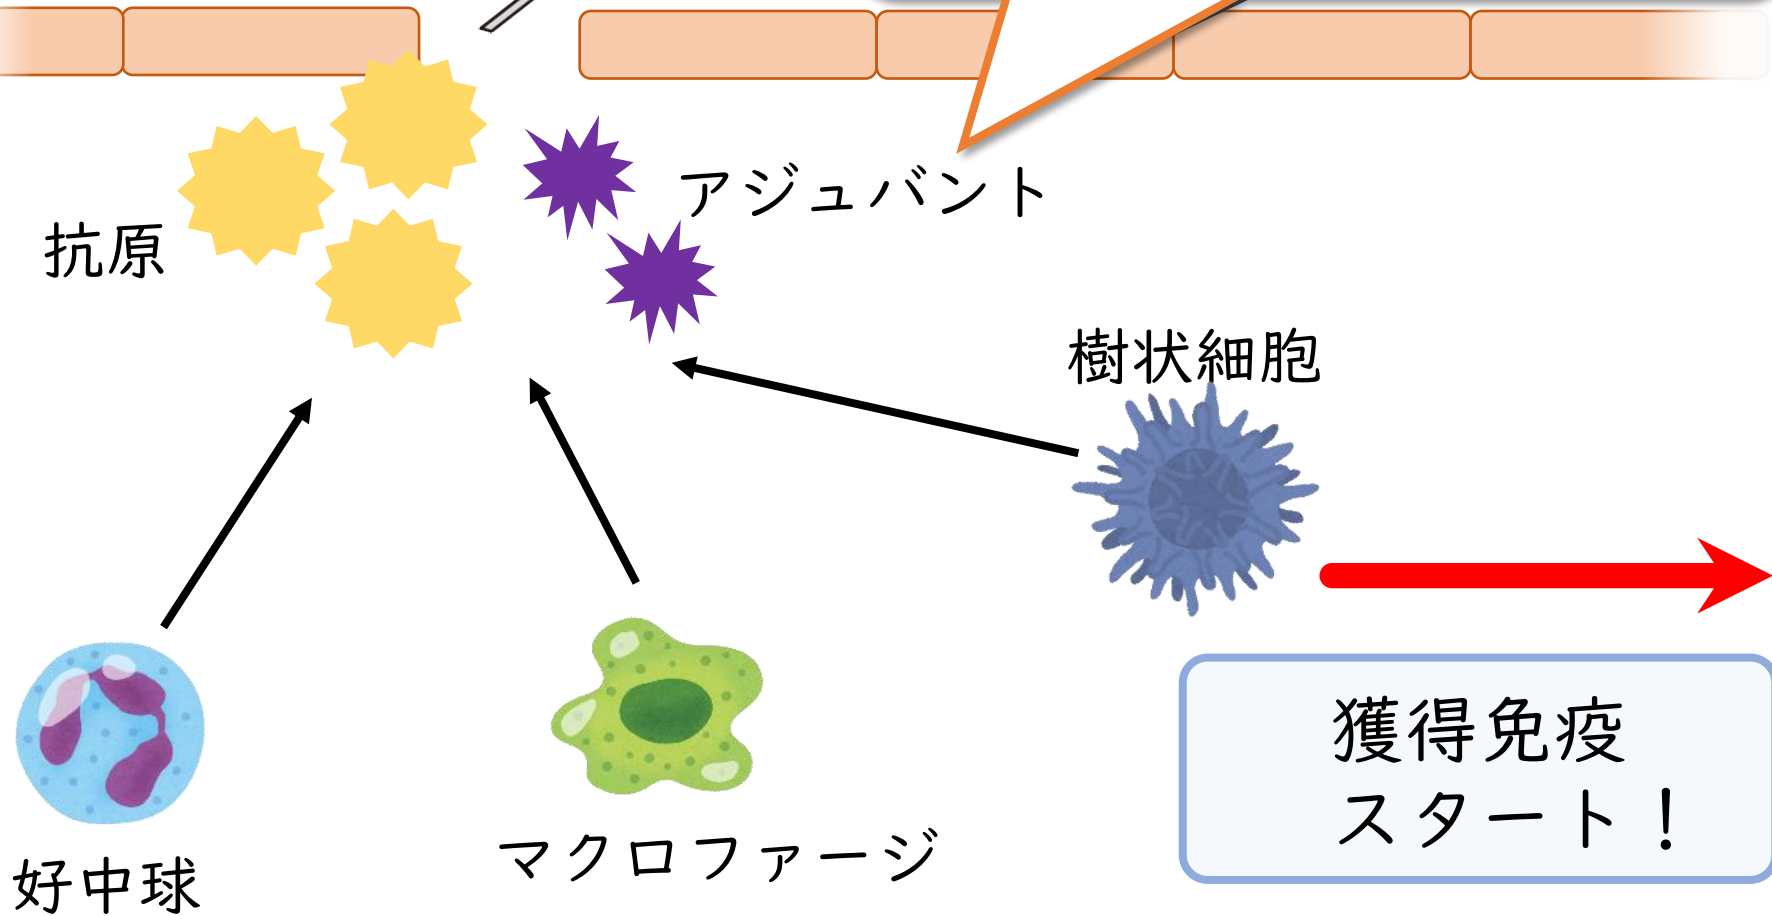 アジュバント
抗原
樹状細胞
獲得免疫
スタート！
マクロファージ
好中球